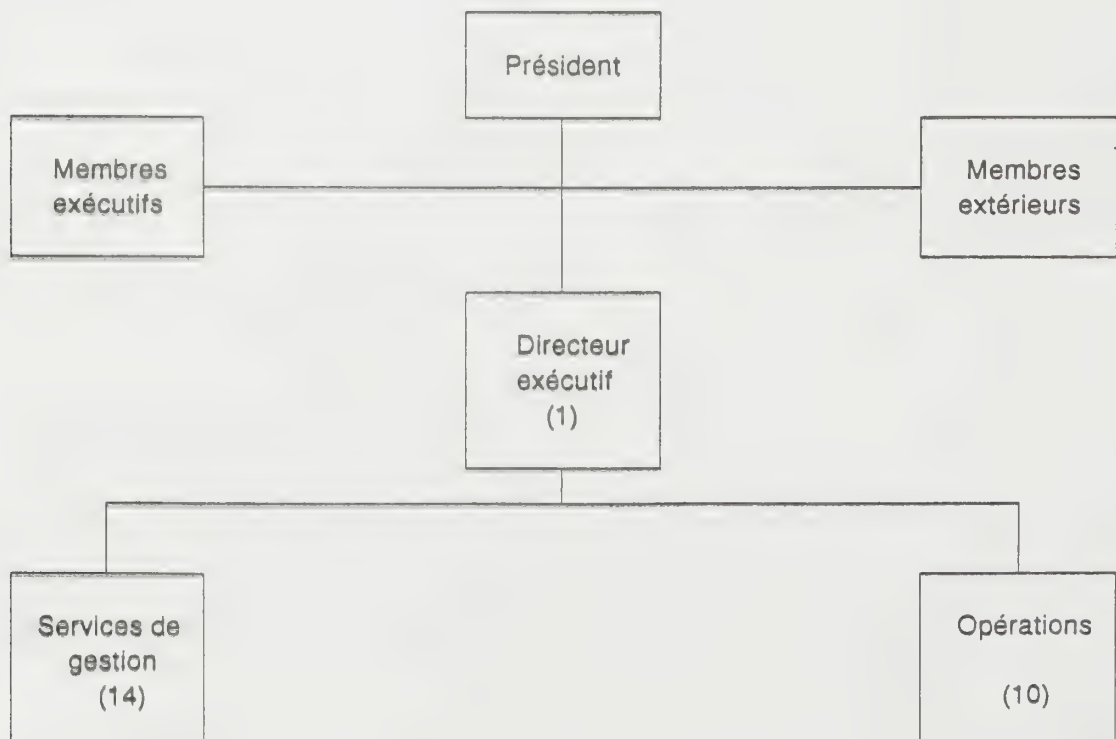 Président
Membres
exécutifs
Membres
extérieurs
Directeur
exécutif
(1)
Services de
gestion
(14)
Opérations
(10)